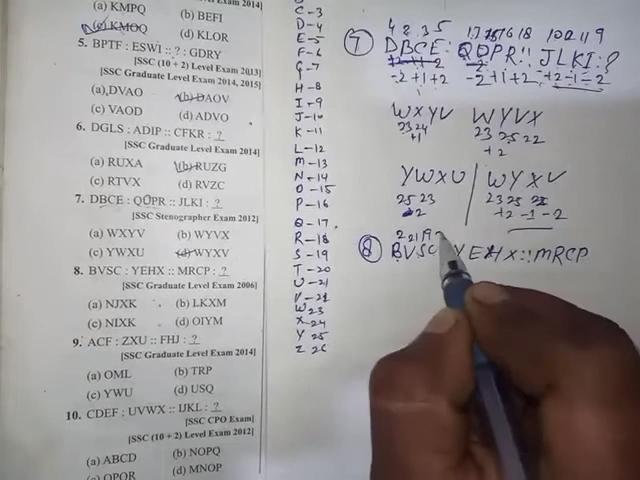 (a) KMPQ (b) BEFI
(c) KMOQ (d) KLOR
5. BPTF : ESWI :: ? : GDRY
[SSC (10 + 2) Level Exam 2013]
[SSC Graduate Level Exam 2014, 2015]
(a) DVAO (b) DAOV
(c) VAOD (d) ADVO
6. DGLS : ADIP :: CFKR : ?
[SSC Graduate Level Exam 2014]
(a) RUXA (b) RUZG
(c) RTVX (d) RVZC
7. DBCE : QOPR :: JLKI : ?
[SSC Stenographer Exam 2012]
(a) WXYV (b) WYVX
(c) YWXU (d) WYXV
8. BVSC : YEHX :: MRCP : ?
[SSC Graduate Level Exam 2006]
(a) NJXK (b) LKXM
(c) NIXK (d) OIYM
9. ACF : ZXU :: FHJ : ?
[SSC Graduate Level Exam 2014]
(a) OML (b) TRP
(c) YWU (d) USQ
10. CDEF : UVWX :: IJKL : ?
[SSC CPO Exam]
[SSC (10 + 2) Level Exam 2012]
(a) ABCD (b) NOPQ
(d) MNOP
C-3
D-4
E-5
F-6
G-7
H-8
I-9
J-10
K-11
L-12
M-13
N-14
O-15
P-16
Q-17
R-18
S-19
T-20
U-21
W 23
X-24
Y 25
Z 26
4 2 3 5
10 12 11 9
7 DBCE : QOPR :: JLKI : ?
-2 +1 +2 -2 +1 +2 +2 -1 -2
WXYV WYVX
23 24 23 25 22
+1 +2
YWXU WYXV
25 23 23 25
+2 -1 -2
2
8 BVSC YEHX :: MRCP